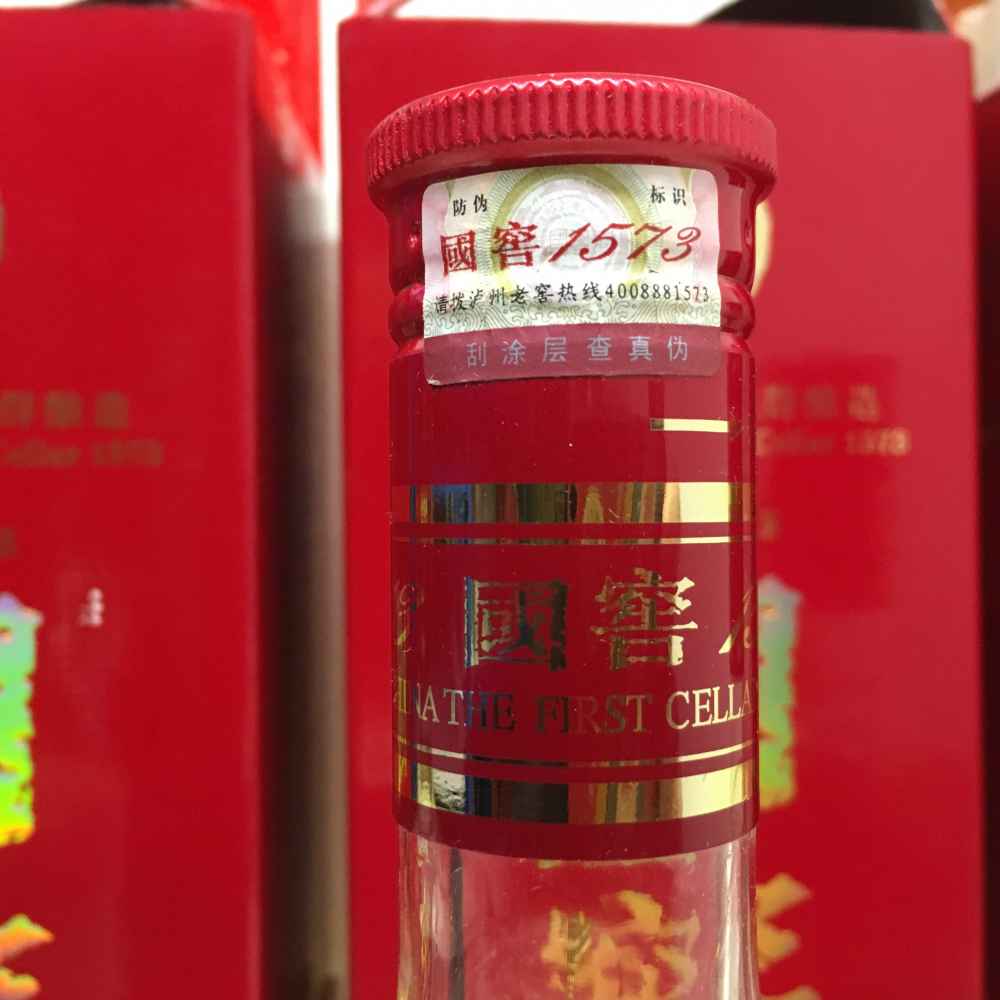 防伪 标识
國窖1573
请拨泸州老窖热线4008881573
刮涂层查真伪
國窖
THE FIRST CELLA